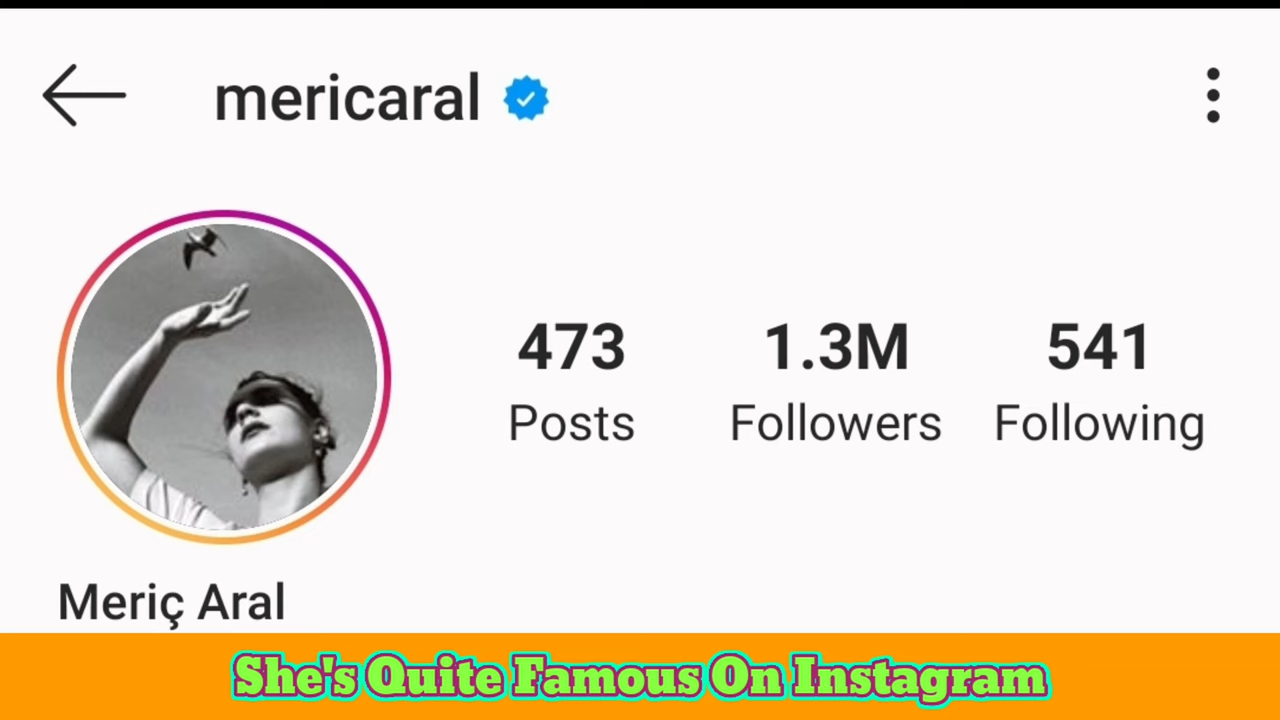 mericaral
473 1.3M 541
Posts Followers Following
Meriç Aral
She's Quite Famous On Instagram